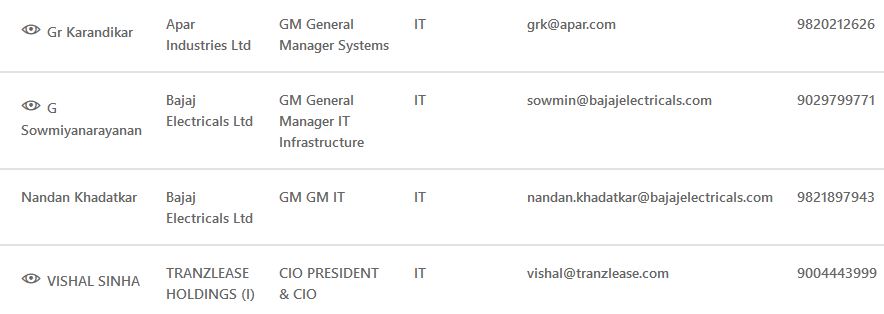 Gr Karandikar Apar Industries Ltd GM General Manager Systems IT grk@apar.com 9820212626
G Sowmiyanarayanan Bajaj Electricals Ltd GM General Manager IT Infrastructure IT sowmin@bajajelectricals.com 9029799771
Nandan Khadatkar Bajaj Electricals Ltd GM GM IT IT nandan.khadatkar@bajajelectricals.com 9821897943
VISHAL SINHA TRANZLEASE HOLDINGS (I) CIO PRESIDENT & CIO IT vishal@tranzlease.com 9004443999